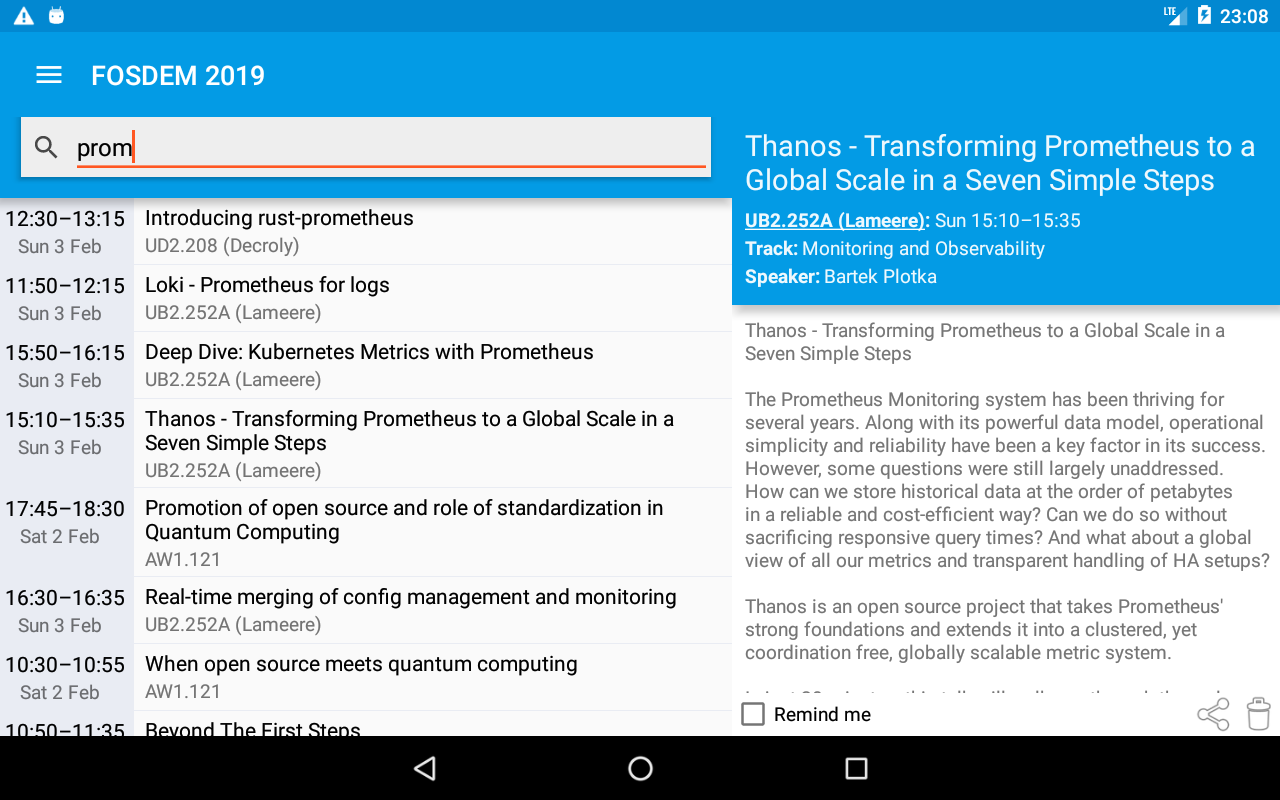 LTE 23:08
FOSDEM 2019
prom
12:30–13:15 Introducing rust-prometheus
Sun 3 Feb UD2.208 (Decroly)
11:50–12:15 Loki - Prometheus for logs
Sun 3 Feb UB2.252A (Lameere)
15:50–16:15 Deep Dive: Kubernetes Metrics with Prometheus
Sun 3 Feb UB2.252A (Lameere)
15:10–15:35 Thanos - Transforming Prometheus to a Global Scale in a
Sun 3 Feb Seven Simple Steps
UB2.252A (Lameere)
17:45–18:30 Promotion of open source and role of standardization in
Sat 2 Feb Quantum Computing
AW1.121
16:30–16:35 Real-time merging of config management and monitoring
Sun 3 Feb UB2.252A (Lameere)
10:30–10:55 When open source meets quantum computing
Sat 2 Feb AW1.121
10:50–11:35 Beyond The First Steps
Thanos - Transforming Prometheus to a
Global Scale in a Seven Simple Steps
UB2.252A (Lameere): Sun 15:10–15:35
Track: Monitoring and Observability
Speaker: Bartek Plotka
Thanos - Transforming Prometheus to a Global Scale in a
Seven Simple Steps
The Prometheus Monitoring system has been thriving for
several years. Along with its powerful data model, operational
simplicity and reliability have been a key factor in its success.
However, some questions were still largely unaddressed.
How can we store historical data at the order of petabytes
in a reliable and cost-efficient way? Can we do so without
sacrificing responsive query times? And what about a global
view of all our metrics and transparent handling of HA setups?
Thanos is an open source project that takes Prometheus'
strong foundations and extends it into a clustered, yet
coordination free, globally scalable metric system.
Remind me